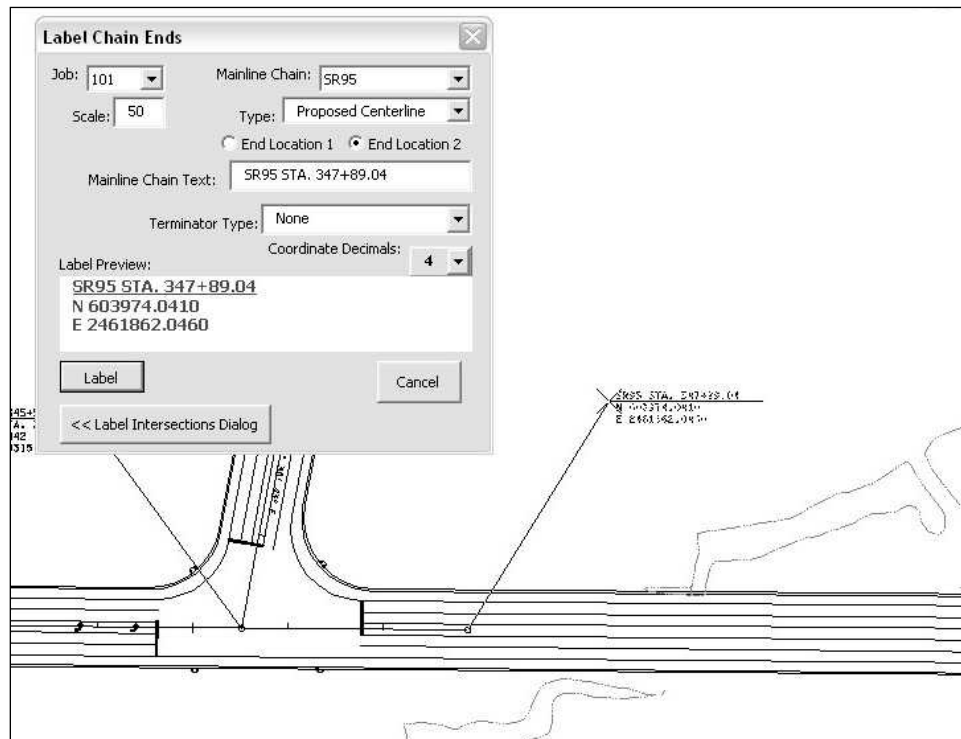 Label Chain Ends
Job: 101
Mainline Chain: SR95
Scale: 50
Type: Proposed Centerline
End Location 1 End Location 2
Mainline Chain Text: SR95 STA. 347+89.04
Terminator Type: None
Coordinate Decimals: 4
Label Preview:
SR95 STA. 347+89.04
N 603974.0410
E 2461862.0460
Label
Cancel
<< Label Intersections Dialog
SR95 STA. 347+89.04
N 603974.0410
E